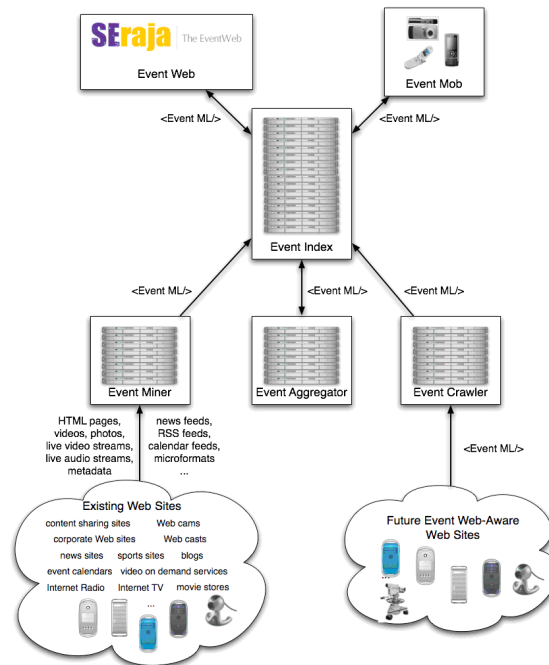 SEraja | The EventWeb
Event Web
Event Mob
<Event ML/>
<Event ML/>
Event Index
<Event ML/>
<Event ML/>
<Event ML/>
Event Miner
Event Aggregator
Event Crawler
HTML pages,
videos, photos,
live video streams,
live audio streams,
metadata
news feeds,
RSS feeds,
calendar feeds,
microformats
...
<Event ML/>
Existing Web Sites
content sharing sites Web cams
corporate Web sites Web casts
news sites sports sites blogs
event calendars video on demand services
Internet Radio Internet TV movie stores
...
Future Event Web-Aware
Web Sites
...